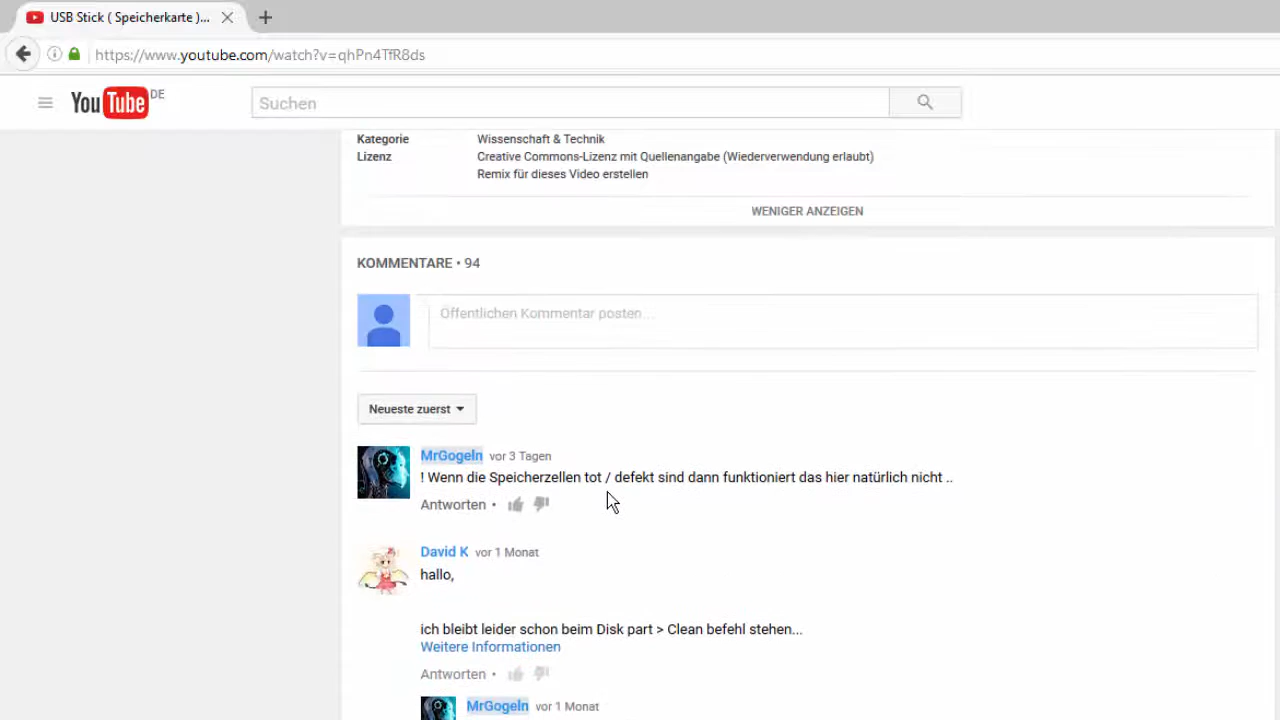 USB Stick ( Speicherkarte )...
https://www.youtube.com/watch?v=qhPn4TfR8ds
YouTube DE
Suchen
Kategorie Wissenschaft & Technik
Lizenz Creative Commons-Lizenz mit Quellenangabe (Wiederverwendung erlaubt)
Remix für dieses Video erstellen
WENIGER ANZEIGEN
KOMMENTARE • 94
Öffentlichen Kommentar posten...
Neueste zuerst
MrGogeln vor 3 Tagen
! Wenn die Speicherzellen tot / defekt sind dann funktioniert das hier natürlich nicht ..
Antworten •
David K vor 1 Monat
hallo,
ich bleibt leider schon beim Disk part > Clean befehl stehen...
Weitere Informationen
Antworten •
MrGogeln vor 1 Monat